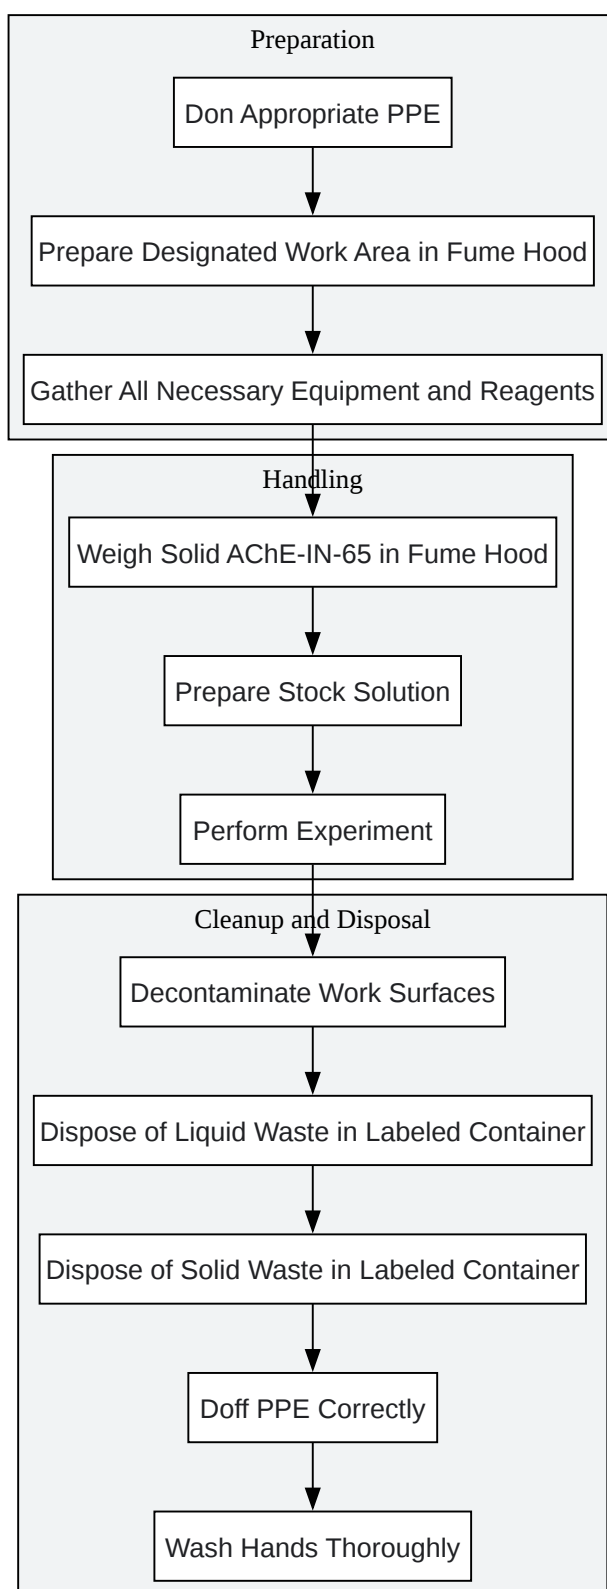 Preparation
Don Appropriate PPE
Prepare Designated Work Area in Fume Hood
Gather All Necessary Equipment and Reagents
Handling
Weigh Solid AChE-IN-65 in Fume Hood
Prepare Stock Solution
Perform Experiment
Cleanup and Disposal
Decontaminate Work Surfaces
Dispose of Liquid Waste in Labeled Container
Dispose of Solid Waste in Labeled Container
Doff PPE Correctly
Wash Hands Thoroughly